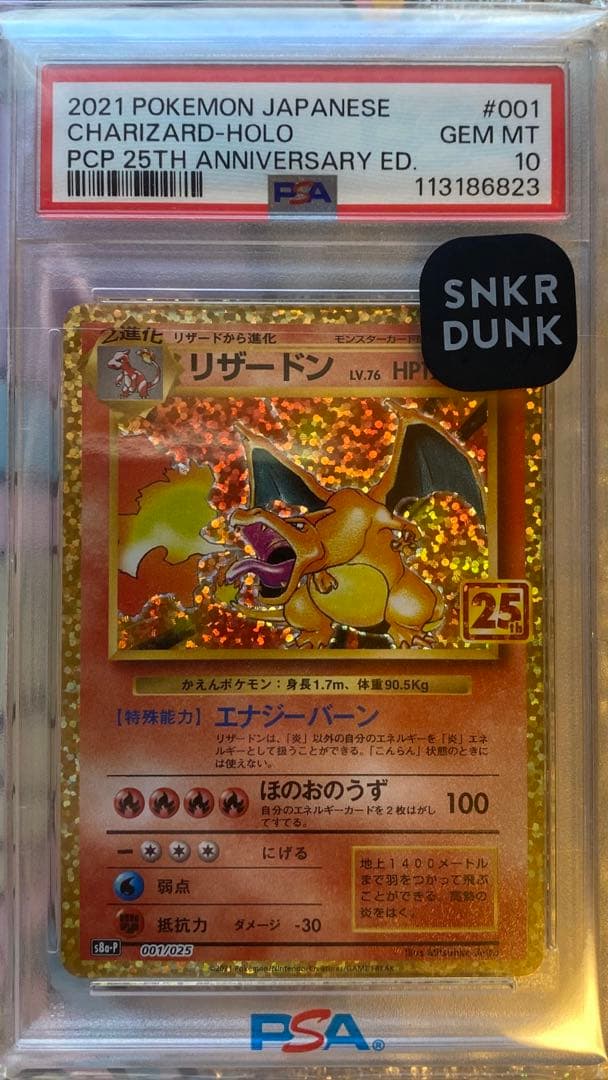 2021 POKEMON JAPANESE #001
CHARIZARD-HOLO GEM MT
PCP 25TH ANNIVERSARY ED. 10
PSA 113186823
SNKR
DUNK
2進化 リザードから進化 モンスターカード
リザードン LV.76 HP
25th
かえんポケモン：身長1.7m、体重90.5Kg
【特殊能力】エナジーバーン
リザードンは、「炎」以外の自分のエネルギーを「炎」エネ
ルギーとして扱うことができる。「こんらん」状態のときに
は使えない。
ほのおのうず 100
自分のエネルギーカードを2枚はがし
てすてる。
にげる
弱点
抵抗力 ダメージ -30
地上1400メートル
まで羽をつかって飛ぶ
ことができる。高熱の
炎をはく。
s8a-P 001/025 Illus. Mitsuhiro Arita
©2021 Pokémon/Nintendo/Creatures/GAME FREAK
PSA®